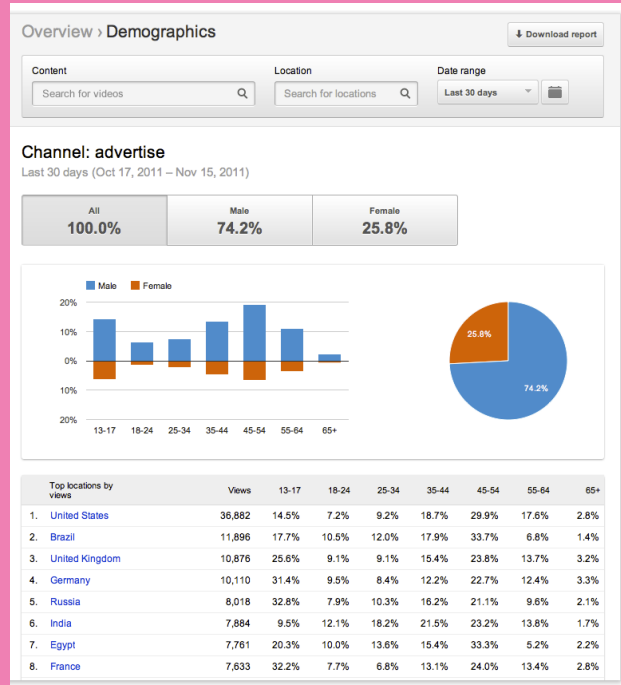 Overview › Demographics
Download report
Content
Location
Date range
Search for videos
Search for locations
Last 30 days
Channel: advertise
Last 30 days (Oct 17, 2011 – Nov 15, 2011)
All
Male
Female
100.0%
74.2%
25.8%
Male Female
20%
10%
0%
10%
20%
13-17 18-24 25-34 35-44 45-54 55-64 65+
25.8%
74.2%
Top locations by
views
Views 13-17 18-24 25-34 35-44 45-54 55-64 65+
1. United States 36,882 14.5% 7.2% 9.2% 18.7% 29.9% 17.6% 2.8%
2. Brazil 11,896 17.7% 10.5% 12.0% 17.9% 33.7% 6.8% 1.4%
3. United Kingdom 10,876 25.6% 9.1% 9.1% 15.4% 23.8% 13.7% 3.2%
4. Germany 10,110 31.4% 9.5% 8.4% 12.2% 22.7% 12.4% 3.3%
5. Russia 8,018 32.8% 7.9% 10.3% 16.2% 21.1% 9.6% 2.1%
6. India 7,884 9.5% 12.1% 18.2% 21.5% 23.2% 13.8% 1.7%
7. Egypt 7,761 20.3% 10.0% 13.6% 15.4% 33.3% 5.2% 2.2%
8. France 7,633 32.2% 7.7% 6.8% 13.1% 24.0% 13.4% 2.8%